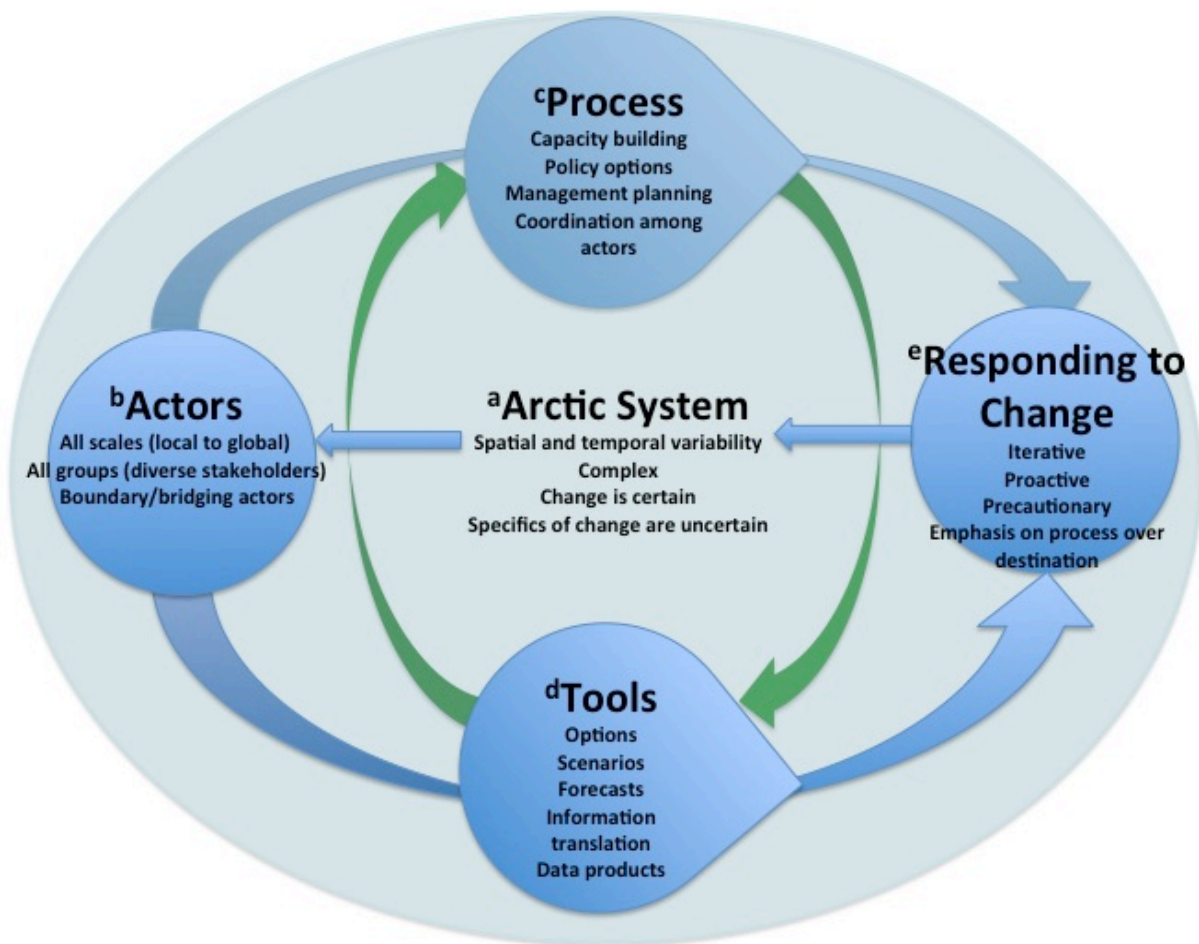 cProcess
Capacity building
Policy options
Management planning
Coordination among
actors
bActors
All scales (local to global)
All groups (diverse stakeholders)
Boundary/bridging actors
aArctic System
Spatial and temporal variability
Complex
Change is certain
Specifics of change are uncertain
eResponding to
Change
Iterative
Proactive
Precautionary
Emphasis on process over
destination
dTools
Options
Scenarios
Forecasts
Information
translation
Data products